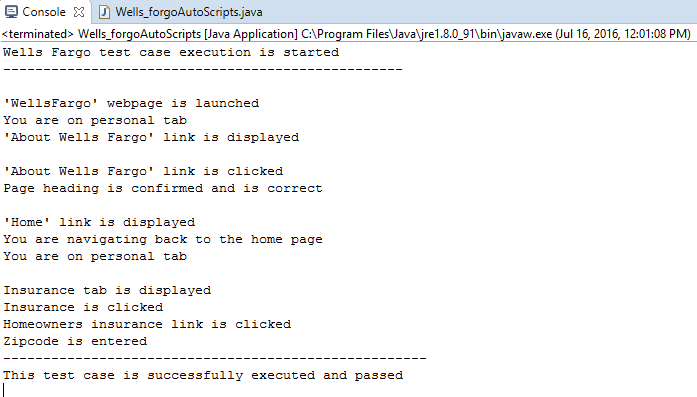 Console Wells_forgoAutoScripts.java
<terminated> Wells_forgoAutoScripts [Java Application] C:\Program Files\Java\jre1.8.0_91\bin\javaw.exe (Jul 16, 2016, 12:01:08 PM)
Wells Fargo test case execution is started
--------------------------------------------------
'WellsFargo' webpage is launched
You are on personal tab
'About Wells Fargo' link is displayed
'About Wells Fargo' link is clicked
Page heading is confirmed and is correct
'Home' link is displayed
You are navigating back to the home page
You are on personal tab
Insurance tab is displayed
Insurance is clicked
Homeowners insurance link is clicked
Zipcode is entered
-----------------------------------------------------
This test case is successfully executed and passed